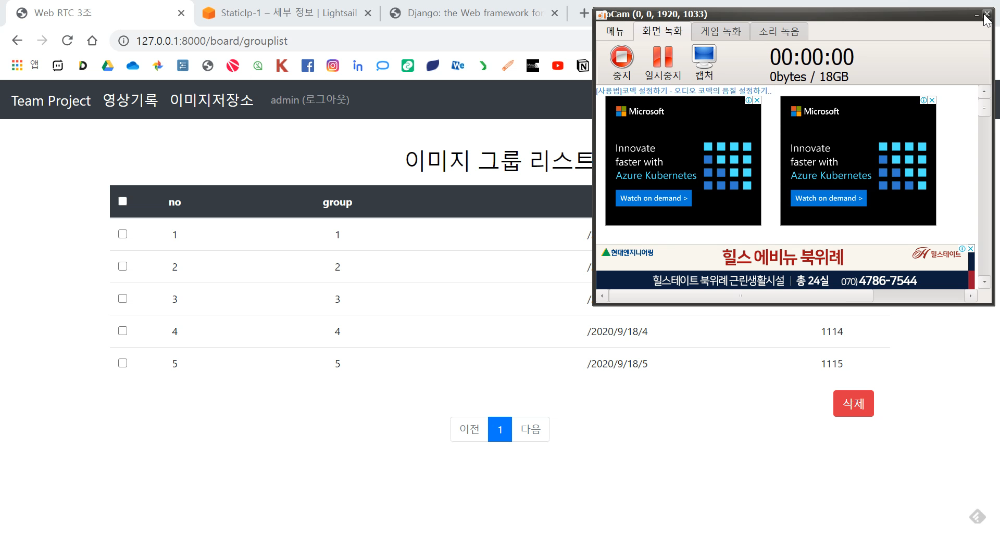 Web RTC 3조
StaticIp-1 – 세부 정보 | Lightsail
Django: the Web framework for
127.0.0.1:8000/board/grouplist
앱
Team Project 영상기록 이미지저장소 admin (로그아웃)
이미지 그룹 리스트
no group
1 1
2 2
3 3
4 4 /2020/9/18/4 1114
5 5 /2020/9/18/5 1115
삭제
이전 1 다음
oCam (0, 0, 1920, 1033)
메뉴 화면 녹화 게임 녹화 소리 녹음
중지 일시중지 캡처
00:00:00
0bytes / 18GB
[사용법]코덱 설정하기 - 오디오 코덱의 음질 설정하기..
Microsoft
Innovate
faster with
Azure Kubernetes
Watch on demand >
Microsoft
Innovate
faster with
Azure Kubernetes
Watch on demand >
현대엔지니어링
힐스 에비뉴 북위례
힐스테이트
힐스테이트 북위례 근린생활시설 | 총 24실 070) 4786-7544